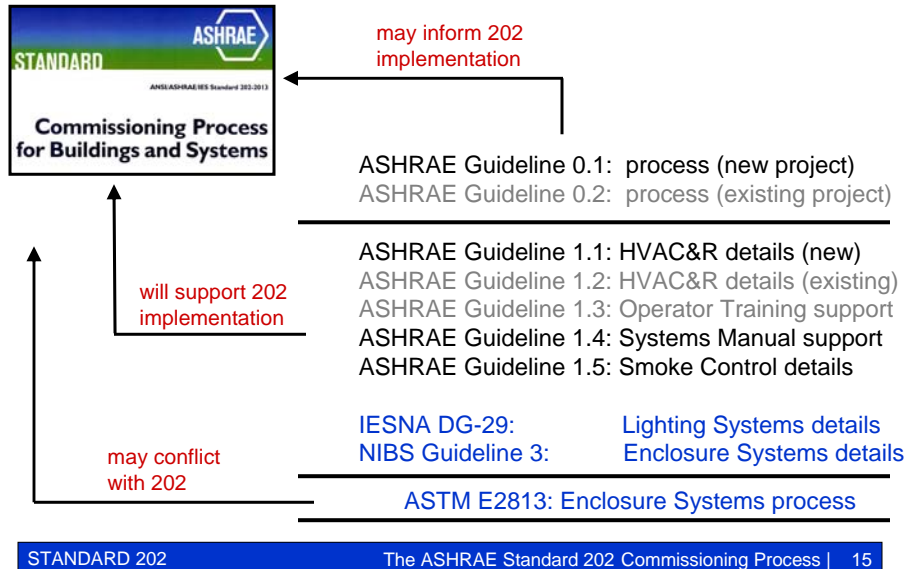 ASHRAE
STANDARD
ANSI/ASHRAE/IES Standard 202-2013
Commissioning Process
for Buildings and Systems
may inform 202
implementation
ASHRAE Guideline 0.1: process (new project)
ASHRAE Guideline 0.2: process (existing project)
ASHRAE Guideline 1.1: HVAC&R details (new)
ASHRAE Guideline 1.2: HVAC&R details (existing)
ASHRAE Guideline 1.3: Operator Training support
ASHRAE Guideline 1.4: Systems Manual support
ASHRAE Guideline 1.5: Smoke Control details
will support 202
implementation
IESNA DG-29: Lighting Systems details
NIBS Guideline 3: Enclosure Systems details
may conflict
with 202
ASTM E2813: Enclosure Systems process
STANDARD 202 The ASHRAE Standard 202 Commissioning Process | 15